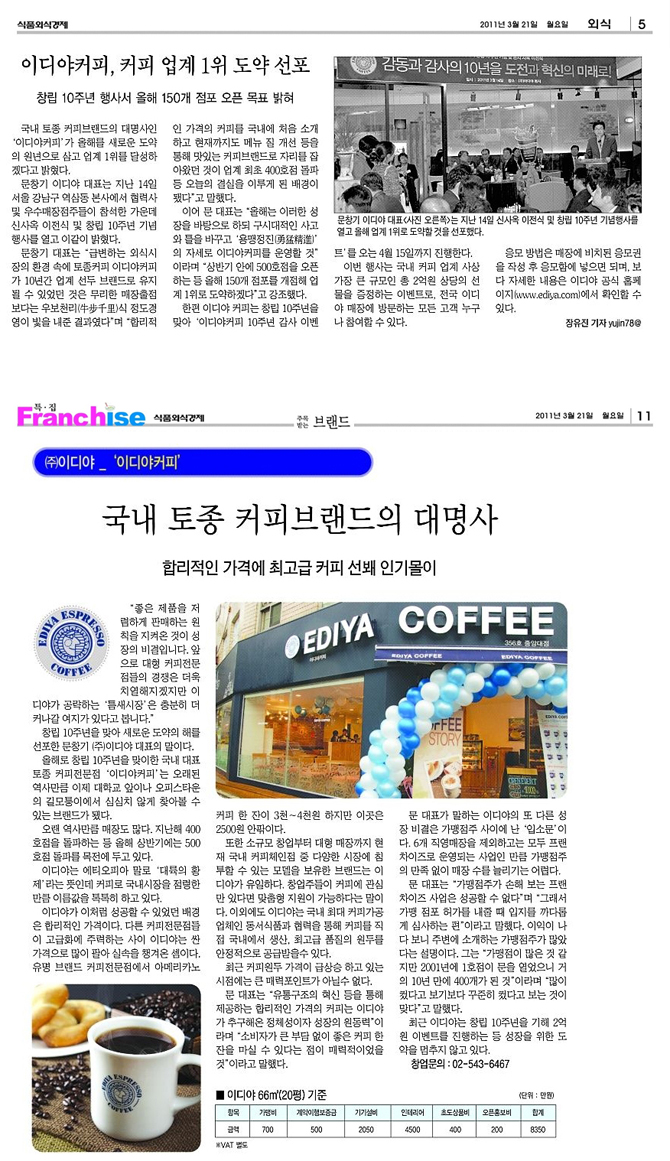 식품외식경제
2011년 3월 21일 월요일 외식 5
이디야커피, 커피 업계 1위 도약 선포
창립 10주년 행사서 올해 150개 점포 오픈 목표 밝혀
국내 토종 커피브랜드의 대명사인
‘이디야커피’가 올해를 새로운 도약
의 원년으로 삼고 업계 1위를 달성하
겠다고 밝혔다.
문창기 이디야 대표는 지난 14일
서울 강남구 역삼동 본사에서 협력사
및 우수매장점주들이 참석한 가운데
신사옥 이전식 및 창립 10주년 기념
행사를 열고 이같이 밝혔다.
문창기 대표는 “급변하는 외식시
장의 환경 속에 토종커피 이디야커피
가 10년간 업계 선두 브랜드로 유지
될 수 있었던 것은 무리한 매장출점
보다는 우보천리(牛步千里)식 정도경
영이 빛을 내준 결과였다”며 “합리적
인 가격의 커피를 국내에 처음 소개
하고 현재까지도 메뉴 질 개선 등을
통해 맛있는 커피브랜드로 자리를 잡
아왔던 것이 업계 최초 400호점 돌파
등 오늘의 결실을 이루게 된 배경이
됐다”고 말했다.
이어 문 대표는 “올해는 이러한 성
장을 바탕으로 하되 구시대적인 사고
와 틀을 바꾸고 ‘용맹정진(勇猛精進)’
의 자세로 이디야커피를 운영할 것”
이라며 “상반기 안에 500호점을 오픈
하는 등 올해 150개 점포를 개점해 업
계 1위로 도약하겠다”고 강조했다.
한편 이디야 커피는 창립 10주년을
맞아 ‘이디야커피 10주년 감사 이벤
감동과 감사의 10년을 도전과 혁신의 미래로!
문창기 이디야 대표(사진 오른쪽)는 지난 14일 신사옥 이전식 및 창립 10주년 기념행사를
열고 올해 업계 1위로 도약할 것을 선포했다.
트’를 오는 4월 15일까지 진행한다.
이번 행사는 국내 커피 업계 사상
가장 큰 규모인 총 2억원 상당의 선
물을 증정하는 이벤트로, 전국 이디
야 매장에 방문하는 모든 고객 누구
나 참여할 수 있다.
응모 방법은 매장에 비치된 응모권
을 작성 후 응모함에 넣으면 되며, 보
다 자세한 내용은 이디야 공식 홈페
이지(www.ediya.com)에서 확인할 수
있다.
장유진 기자 yujin78@
특·집
Franchise 식품외식경제
주목받는 브랜드
2011년 3월 21일 월요일 11
㈜이디야 _ ‘이디야커피’
국내 토종 커피브랜드의 대명사
합리적인 가격에 최고급 커피 선봬 인기몰이
EDIYA ESPRESSO
COFFEE
“좋은 제품을 저
렴하게 판매하는 원
칙을 지켜온 것이 성
장의 비결입니다. 앞
으로 대형 커피전문
점들의 경쟁은 더욱
치열해지겠지만 이
디야가 공략하는 ‘틈새시장’은 충분히 더
커나갈 여지가 있다고 봅니다.”
창립 10주년을 맞아 새로운 도약의 해를
선포한 문창기 ㈜이디야 대표의 말이다.
올해로 창립 10주년을 맞이한 국내 대표
토종 커피전문점 ‘이디야커피’는 오래된
역사만큼 이제 대학교 앞이나 오피스타운
의 길모퉁이에서 심심치 않게 찾아볼 수
있는 브랜드가 됐다.
오랜 역사만큼 매장도 많다. 지난해 400
호점을 돌파하는 등 올해 상반기에는 500
호점 돌파를 목전에 두고 있다.
이디야는 에티오피아 말로 ‘대륙의 황
제’라는 뜻인데 커피로 국내시장을 점령한
만큼 이름값을 톡톡히 하고 있다.
이디야가 이처럼 성공할 수 있었던 배경
은 합리적인 가격이다. 다른 커피전문점들
이 고급화에 주력하는 사이 이디야는 싼
가격으로 많이 팔아 실속을 챙겨온 셈이다.
유명 브랜드 커피전문점에서 아메리카노
EDIYA ESPRESSO
COFFEE
EDIYA COFFEE
이디야커피
356호 중앙대점
EDIYA COFFEE
EDIYA COFFEE
COFFEE
STORY
커피 한 잔이 3천~4천원 하지만 이곳은
2500원 안팎이다.
또한 소규모 창업부터 대형 매장까지 현
재 국내 커피체인점 중 다양한 시장에 침
투할 수 있는 모델을 보유한 브랜드는 이
디야가 유일하다. 창업주들이 커피에 관심
만 있다면 맞춤형 지원이 가능하다는 말이
다. 이외에도 이디야는 국내 최대 커피가공
업체인 동서식품과 협력을 통해 커피를 직
접 국내에서 생산, 최고급 품질의 원두를
안정적으로 공급받을수 있다.
최근 커피원두 가격이 급상승 하고 있는
시점에는 큰 매력포인트가 아닐수 없다.
문 대표는 “유통구조의 혁신 등을 통해
제공하는 합리적인 가격의 커피는 이디야
가 추구해온 정체성이자 성장의 원동력”이
라며 “소비자가 큰 부담 없이 좋은 커피 한
잔을 마실 수 있다는 점이 매력적이었을
것”이라고 말했다.
문 대표가 말하는 이디야의 또 다른 성
장 비결은 가맹점주 사이에 난 ‘입소문’이
다. 6개 직영매장을 제외하고는 모두 프랜
차이즈로 운영되는 사업인 만큼 가맹점주
의 만족 없이 매장 수를 늘리기는 어렵다.
문 대표는 “가맹점주가 손해 보는 프랜
차이즈 사업은 성공할 수 없다”며 “그래서
가맹 점포 허가를 내줄 때 입지를 까다롭
게 심사하는 편”이라고 말했다. 이익이 나
다 보니 주변에 소개하는 가맹점주가 많았
다는 설명이다. 그는 “가맹점이 많은 것 같
지만 2001년에 1호점이 문을 열었으니 거
의 10년 만에 400개가 된 것”이라며 “많이
컸다고 보기보다 꾸준히 컸다고 보는 것이
맞다”고 말했다.
최근 이디야는 창립 10주년을 기해 2억
원 이벤트를 진행하는 등 성장을 위한 도
약을 멈추지 않고 있다.
창업문의 : 02-543-6467
■ 이디야 66㎡(20평) 기준 (단위 : 만원)
항목 가맹비 계약이행보증금 기기설비 인테리어 초도상품비 오픈홍보비 합계
금액 700 500 2050 4500 400 200 8350
※VAT 별도